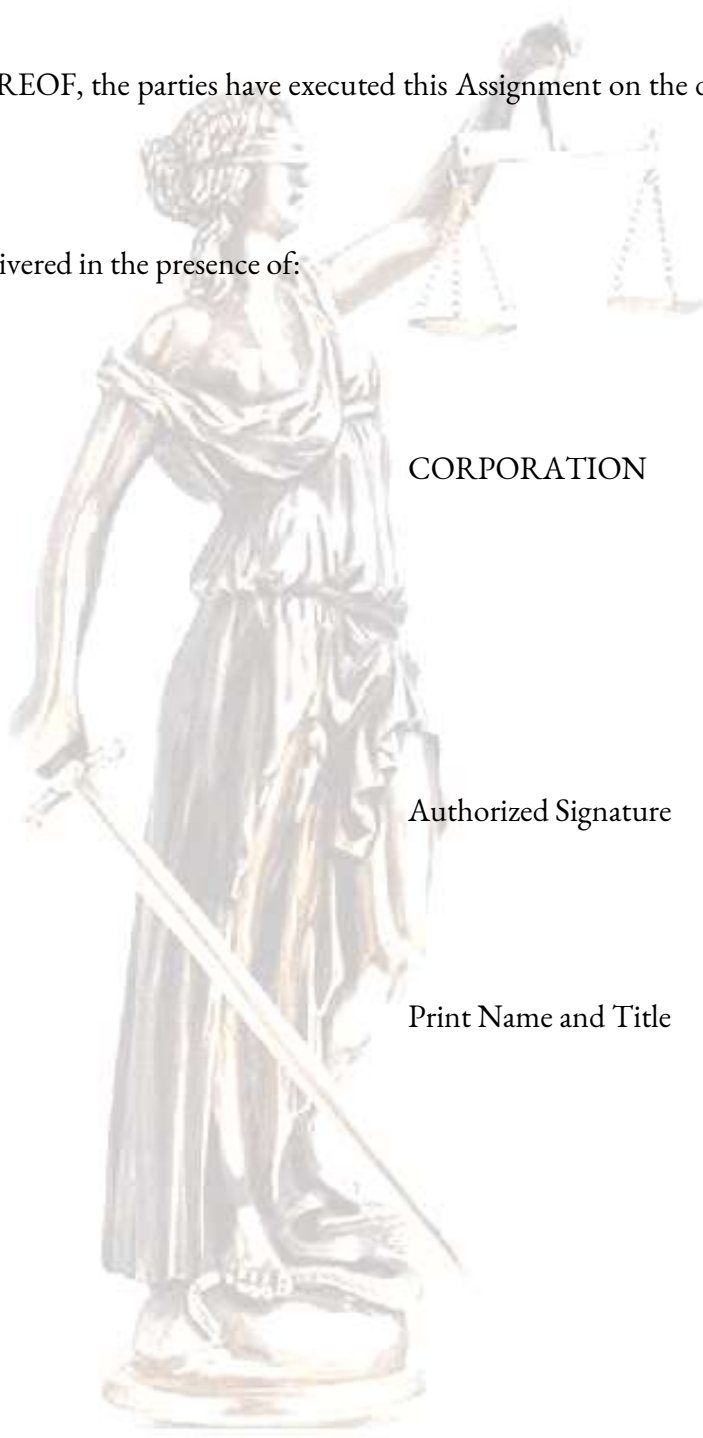 REOF, the parties have executed this Assignment on the
ivered in the presence of:
CORPORATION
Authorized Signature
Print Name and Title